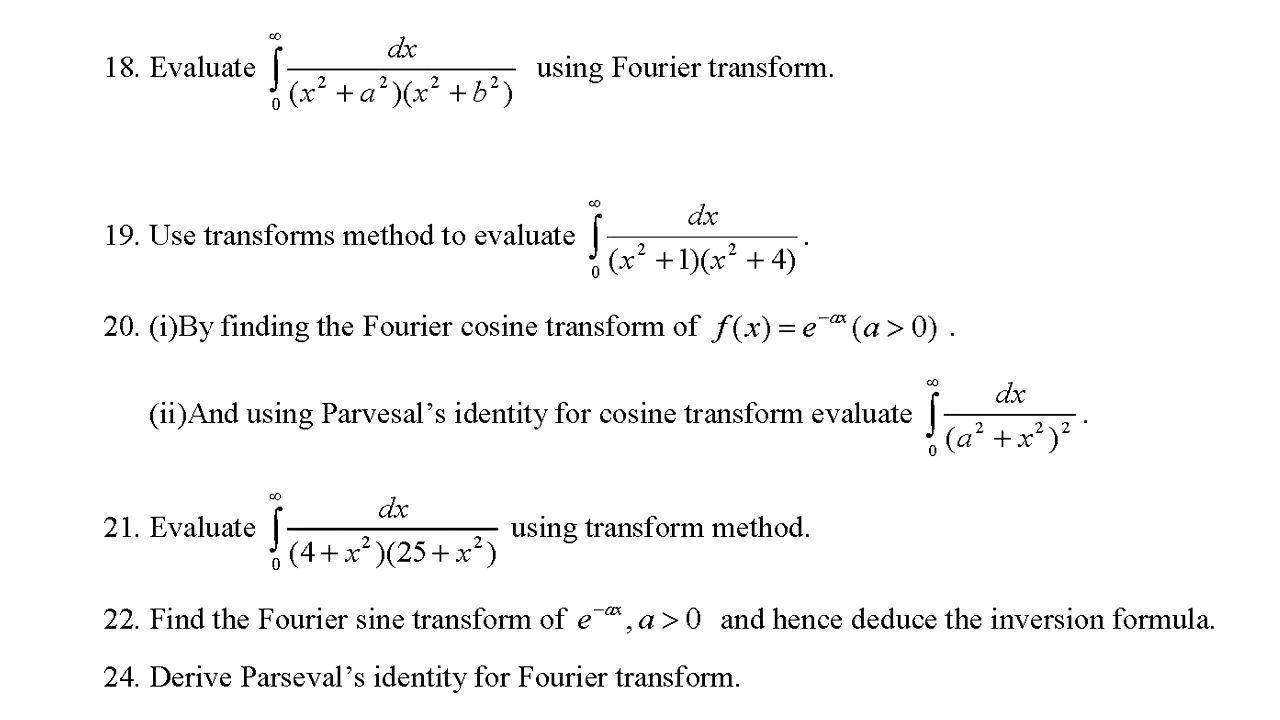 18. Evaluate ∫₀^∞ dx/((x² + a²)(x² + b²)) using Fourier transform.
19. Use transforms method to evaluate ∫₀^∞ dx/((x² + 1)(x² + 4)).
20. (i)By finding the Fourier cosine transform of f(x) = e^(−ax) (a > 0) .
(ii)And using Parvesal’s identity for cosine transform evaluate ∫₀^∞ dx/(a² + x²)².
21. Evaluate ∫₀^∞ dx/((4 + x²)(25 + x²)) using transform method.
22. Find the Fourier sine transform of e^(−ax), a > 0 and hence deduce the inversion formula.
24. Derive Parseval’s identity for Fourier transform.